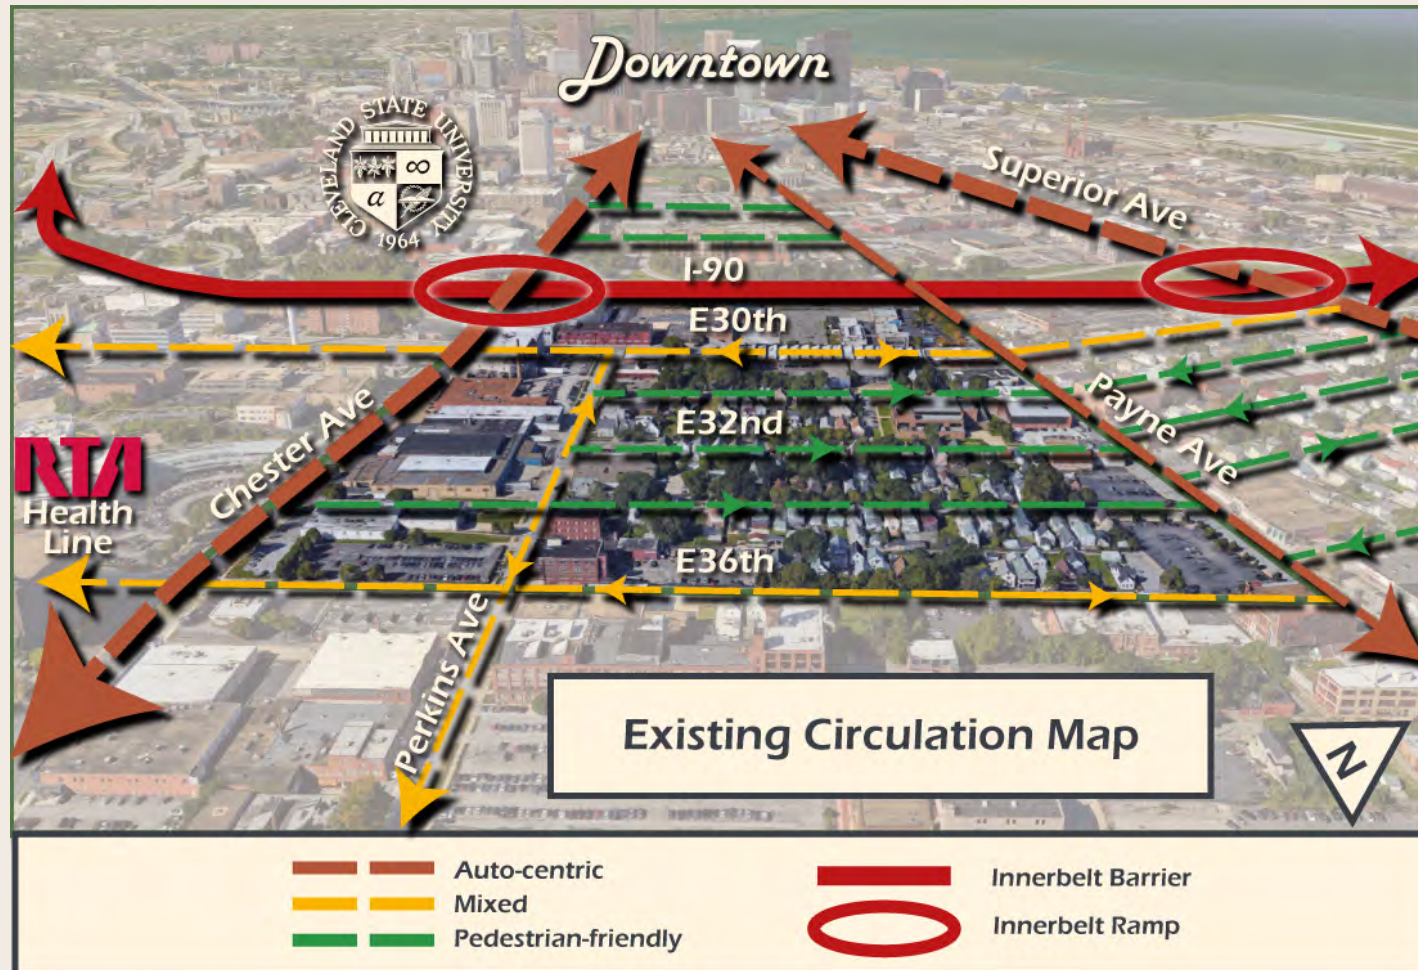 Downtown
CLEVELAND STATE UNIVERSITY
∞
α
1964
Superior Ave
I-90
E30th
Chester Ave
Payne Ave
E32nd
RTA
Health
Line
E36th
Perkins Ave
Existing Circulation Map
N
Auto-centric
Mixed
Pedestrian-friendly
Innerbelt Barrier
Innerbelt Ramp